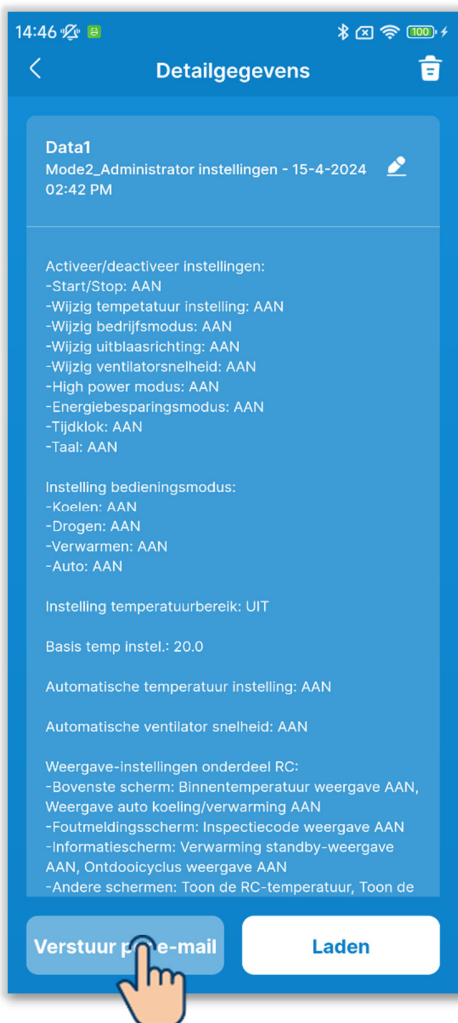 14:46
100
Detailgegevens
Data1
Mode2_Administrator instellingen - 15-4-2024
02:42 PM
Activeer/deactiveer instellingen:
-Start/Stop: AAN
-Wijzig tempetatuur instelling: AAN
-Wijzig bedrijfsmodus: AAN
-Wijzig uitblaasrichting: AAN
-Wijzig ventilatorsnelheid: AAN
-High power modus: AAN
-Energiebesparingsmodus: AAN
-Tijdklok: AAN
-Taal: AAN
Instelling bedieningsmodus:
-Koelen: AAN
-Drogen: AAN
-Verwarmen: AAN
-Auto: AAN
Instelling temperatuurbereik: UIT
Basis temp instel.: 20.0
Automatische temperatuur instelling: AAN
Automatische ventilator snelheid: AAN
Weergave-instellingen onderdeel RC:
-Bovenste scherm: Binnentemperatuur weergave AAN,
Weergave auto koeling/verwarming AAN
-Foutmeldingsscherm: Inspectiecode weergave AAN
-Informatiescherm: Verwarming standby-weergave
AAN, Ontdooicyclus weergave AAN
-Andere schermen: Toon de RC-temperatuur, Toon de
Verstuur e-mail
Laden